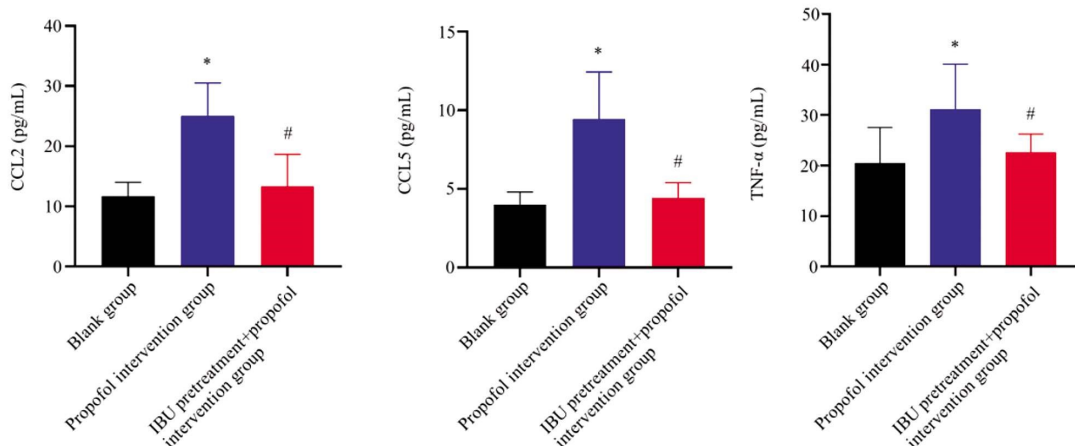 CCL2 (pg/mL)
40
30
20
10
0
*
#
Blank group
Propofol intervention group
IBU pretreatment+propofol
intervention group
CCL5 (pg/mL)
15
10
5
0
*
#
Blank group
Propofol intervention group
IBU pretreatment+propofol
intervention group
TNF-α (pg/mL)
50
40
30
20
10
0
*
#
Blank group
Propofol intervention group
IBU pretreatment+propofol
intervention group